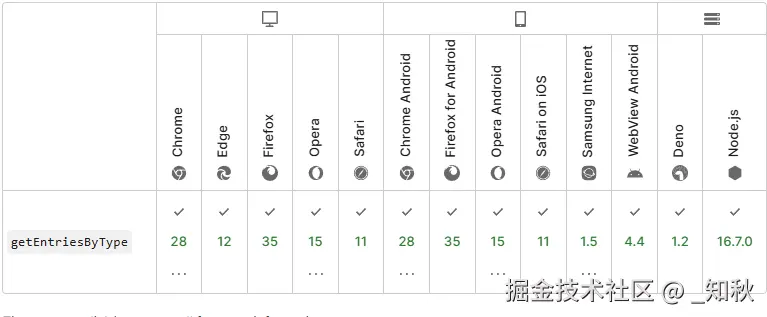 Chrome
Edge
Firefox
Opera
Safari
Chrome Android
Firefox for Android
Opera Android
Safari on iOS
Samsung Internet
WebView Android
Deno
Node.js
getEntriesByType
✓ ✓ ✓ ✓ ✓ ✓ ✓ ✓ ✓ ✓ ✓ ✓ ✓
28 12 35 15 11 28 35 15 11 1.5 4.4 1.2 16.7.0
... ... ... ... ... ... ... ... ... ... ... ...
掘金技术社区 @ _知秋